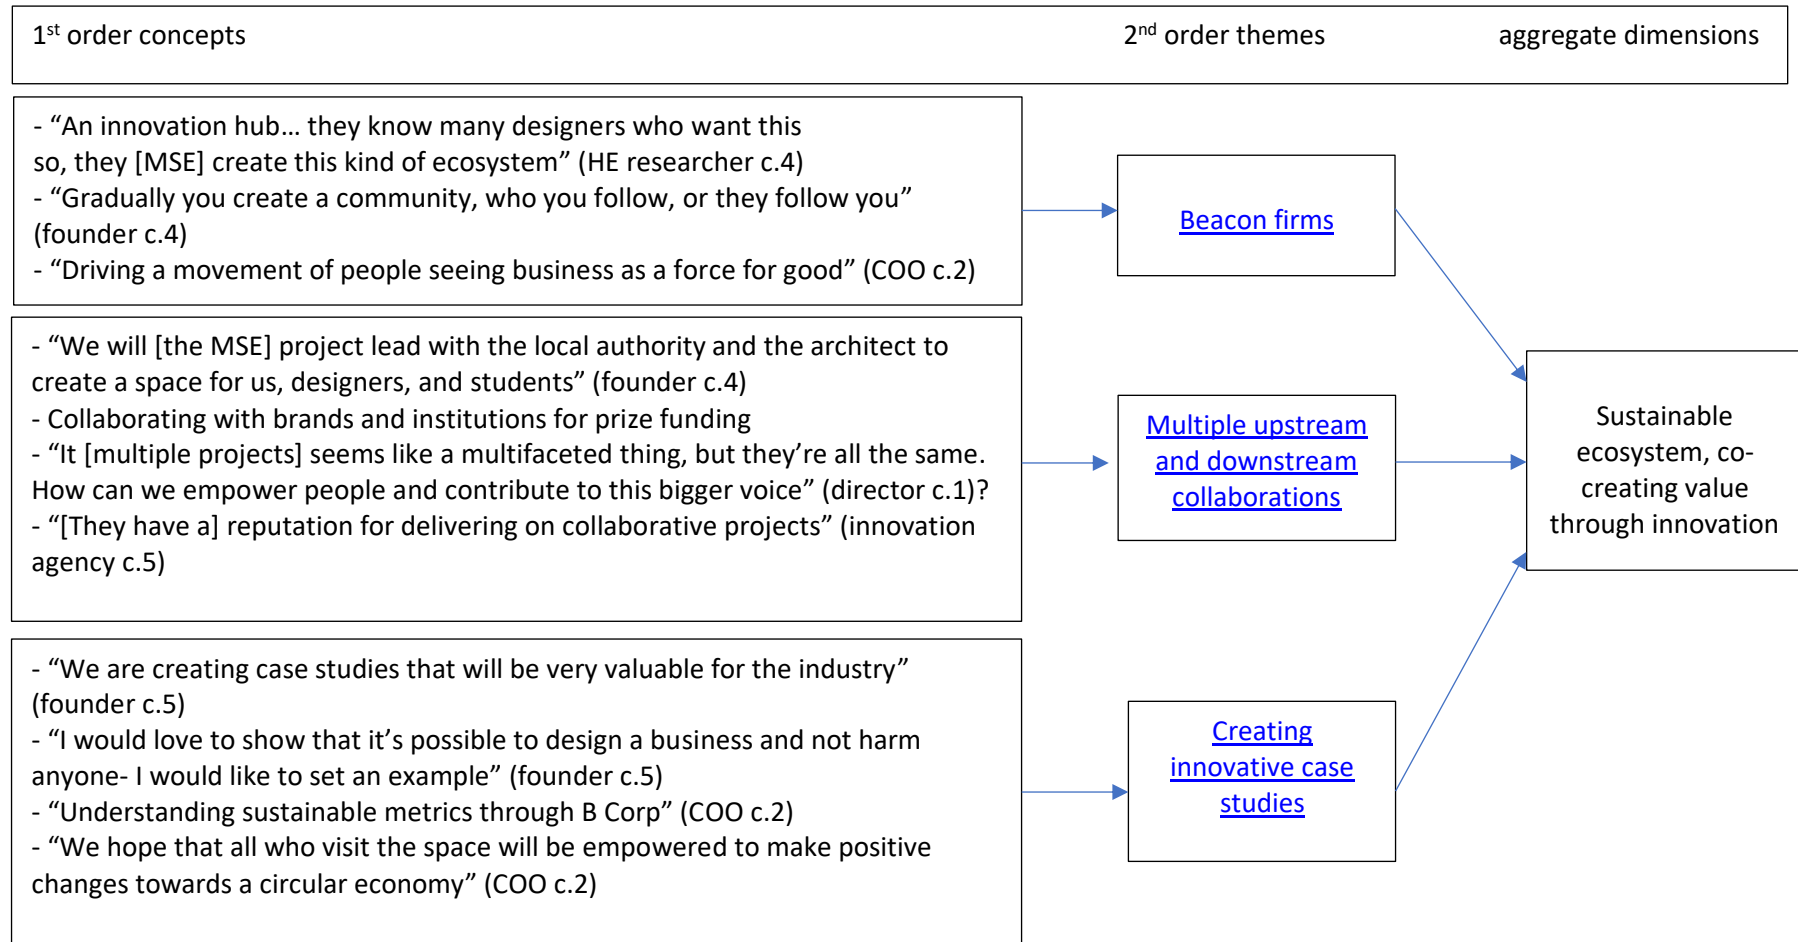 1st order concepts 2nd order themes aggregate dimensions
- “An innovation hub… they know many designers who want this
so, they [MSE] create this kind of ecosystem” (HE researcher c.4)
- “Gradually you create a community, who you follow, or they follow you”
(founder c.4)
- “Driving a movement of people seeing business as a force for good” (COO c.2)
Beacon firms
- “We will [the MSE] project lead with the local authority and the architect to
create a space for us, designers, and students” (founder c.4)
- Collaborating with brands and institutions for prize funding
- “It [multiple projects] seems like a multifaceted thing, but they’re all the same.
How can we empower people and contribute to this bigger voice” (director c.1)?
- “[They have a] reputation for delivering on collaborative projects” (innovation
agency c.5)
Multiple upstream
and downstream
collaborations
Sustainable
ecosystem, co-
creating value
through innovation
- “We are creating case studies that will be very valuable for the industry”
(founder c.5)
- “I would love to show that it’s possible to design a business and not harm
anyone- I would like to set an example” (founder c.5)
- “Understanding sustainable metrics through B Corp” (COO c.2)
- “We hope that all who visit the space will be empowered to make positive
changes towards a circular economy” (COO c.2)
Creating
innovative case
studies